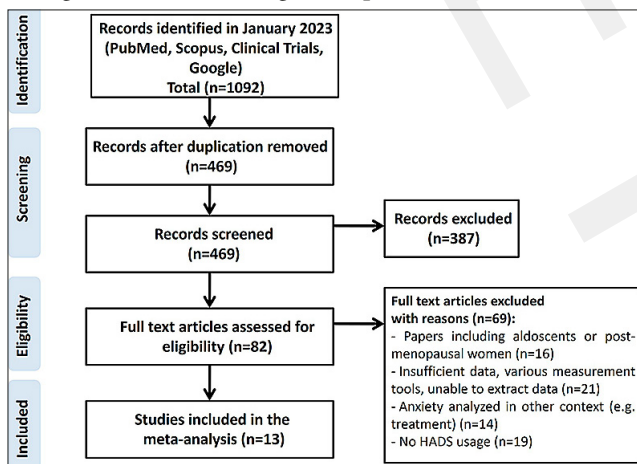 Identification
Records identified in January 2023
(PubMed, Scopus, Clinical Trials,
Google)
Total (n=1092)
Screening
Records after duplication removed
(n=469)
Records screened
(n=469)
Records excluded
(n=387)
Eligibility
Full text articles assessed for
eligibility (n=82)
Full text articles excluded
with reasons (n=69):
- Papers including aldoscents or post-
menopausal women (n=16)
- Insufficient data, various measurement
tools, unable to extract data (n=21)
- Anxiety analyzed in other context (e.g.
treatment) (n=14)
- No HADS usage (n=19)
Included
Studies included in the
meta-analysis (n=13)